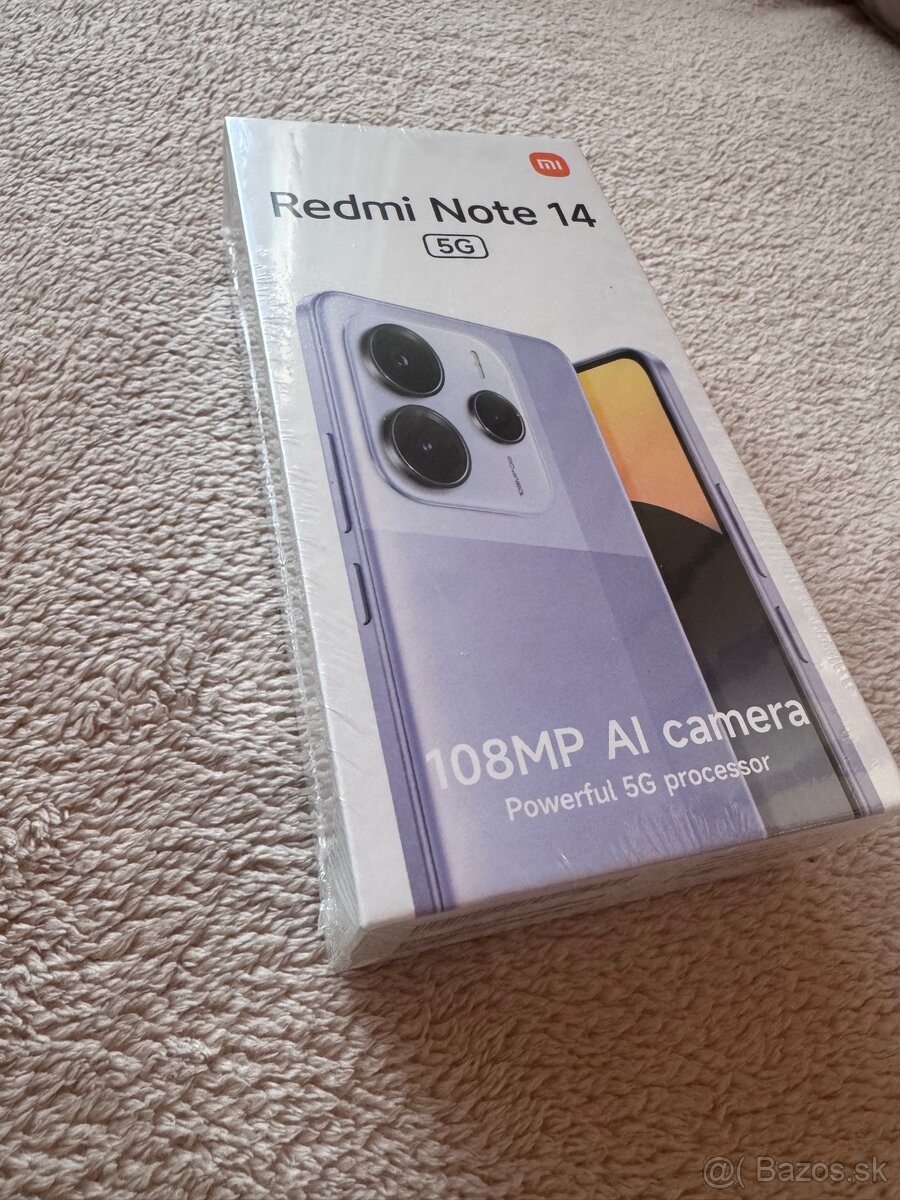 mi
Redmi Note 14
5G
108MP AI camera
Powerful 5G processor
@( Bazos.sk